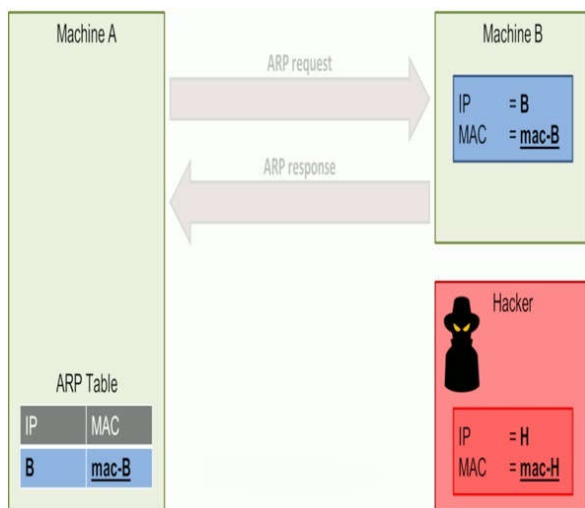 Machine A
ARP request
ARP response
ARP Table
IP MAC
B mac-B
Machine B
IP = B
MAC = mac-B
Hacker
IP = H
MAC = mac-H